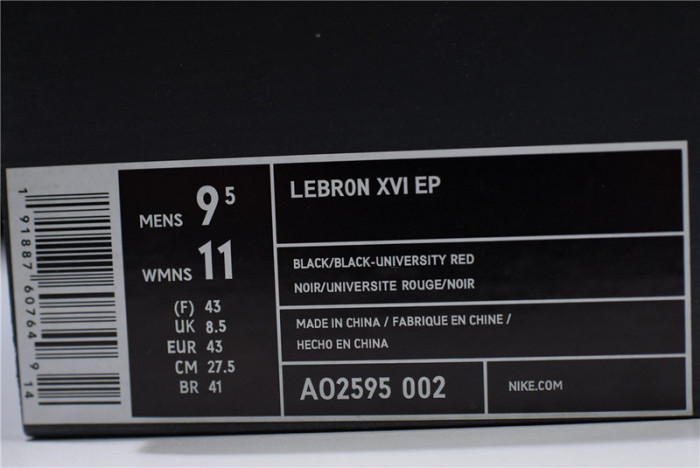 1 91887 60764 9 14
MENS 9 5
WMNS 11
(F) 43
UK 8.5
EUR 43
CM 27.5
BR 41
LEBRON XVI EP
BLACK/BLACK-UNIVERSITY RED
NOIR/UNIVERSITE ROUGE/NOIR
MADE IN CHINA / FABRIQUE EN CHINE /
HECHO EN CHINA
AO2595 002
NIKE.COM